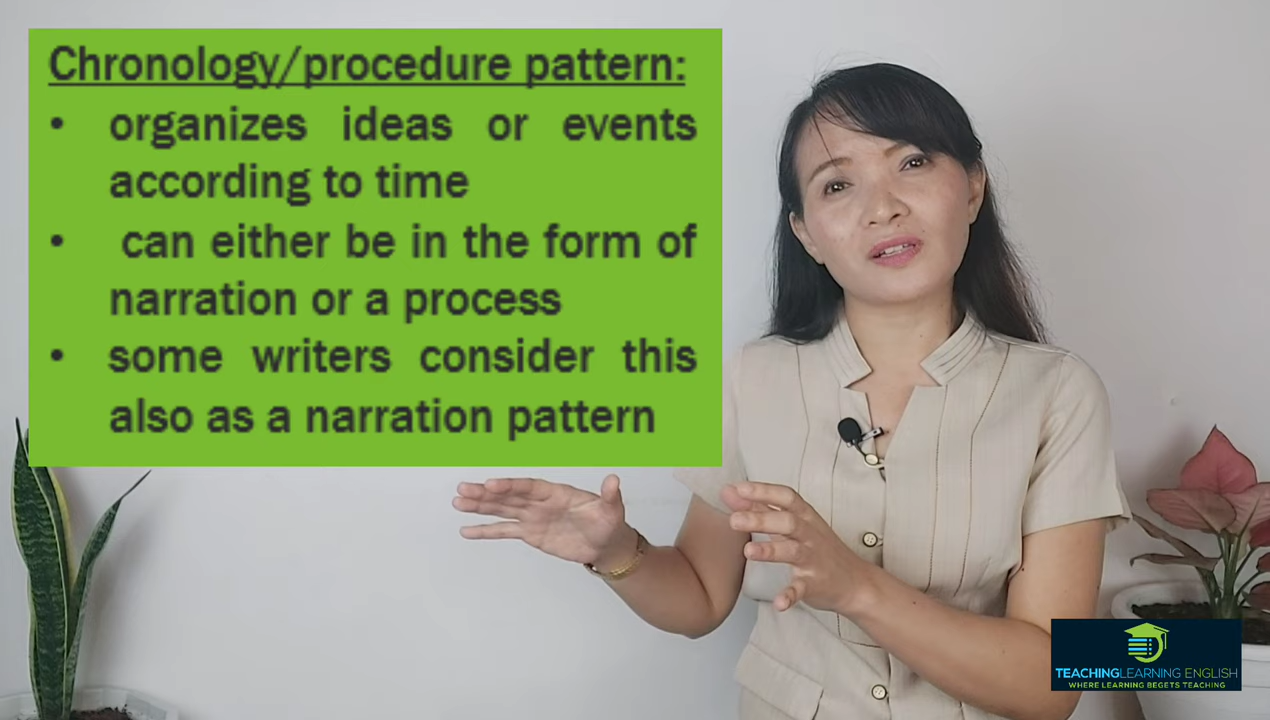 Chronology/procedure pattern:
• organizes ideas or events
according to time
• can either be in the form of
narration or a process
• some writers consider this
also as a narration pattern
TEACHINGLEARNING ENGLISH
WHERE LEARNING BEGETS TEACHING